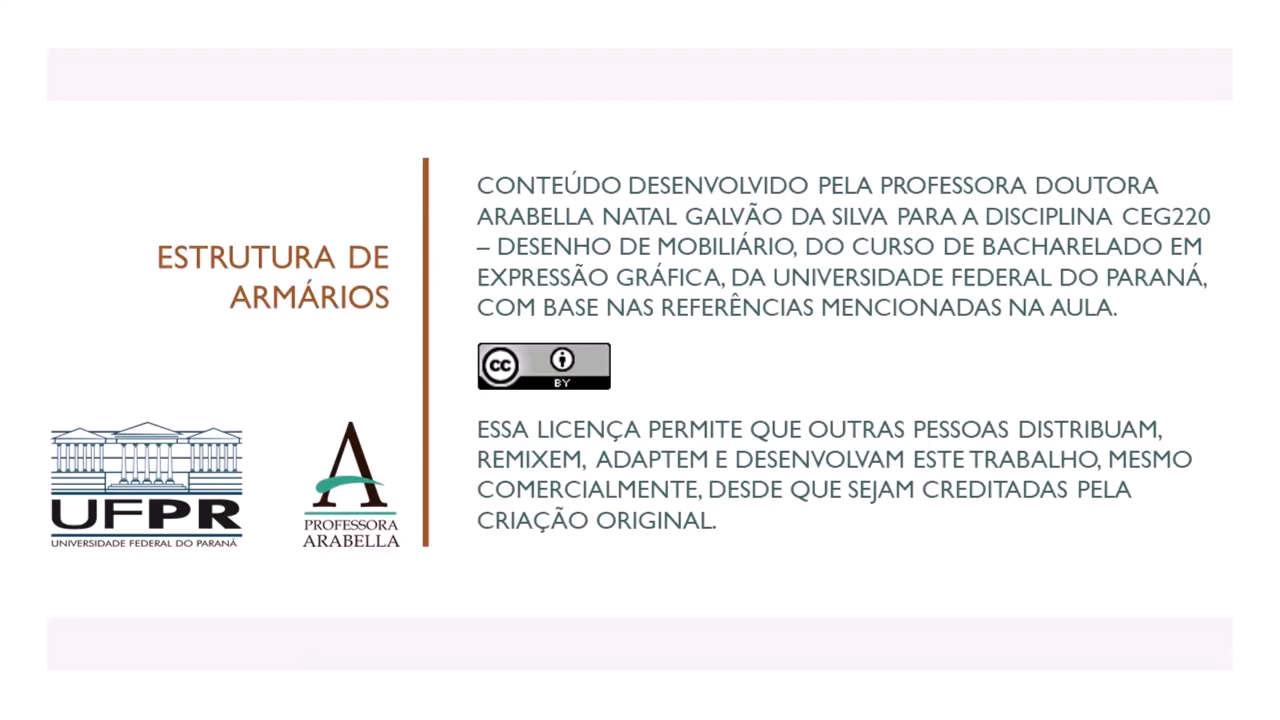 ESTRUTURA DE
ARMÁRIOS
UFPR
UNIVERSIDADE FEDERAL DO PARANÁ
A
PROFESSORA
ARABELLA
CONTEÚDO DESENVOLVIDO PELA PROFESSORA DOUTORA
ARABELLA NATAL GALVÃO DA SILVA PARA A DISCIPLINA CEG220
– DESENHO DE MOBILIÁRIO, DO CURSO DE BACHARELADO EM
EXPRESSÃO GRÁFICA, DA UNIVERSIDADE FEDERAL DO PARANÁ,
COM BASE NAS REFERÊNCIAS MENCIONADAS NA AULA.
cc
BY
ESSA LICENÇA PERMITE QUE OUTRAS PESSOAS DISTRIBUAM,
REMIXEM, ADAPTEM E DESENVOLVAM ESTE TRABALHO, MESMO
COMERCIALMENTE, DESDE QUE SEJAM CREDITADAS PELA
CRIAÇÃO ORIGINAL.